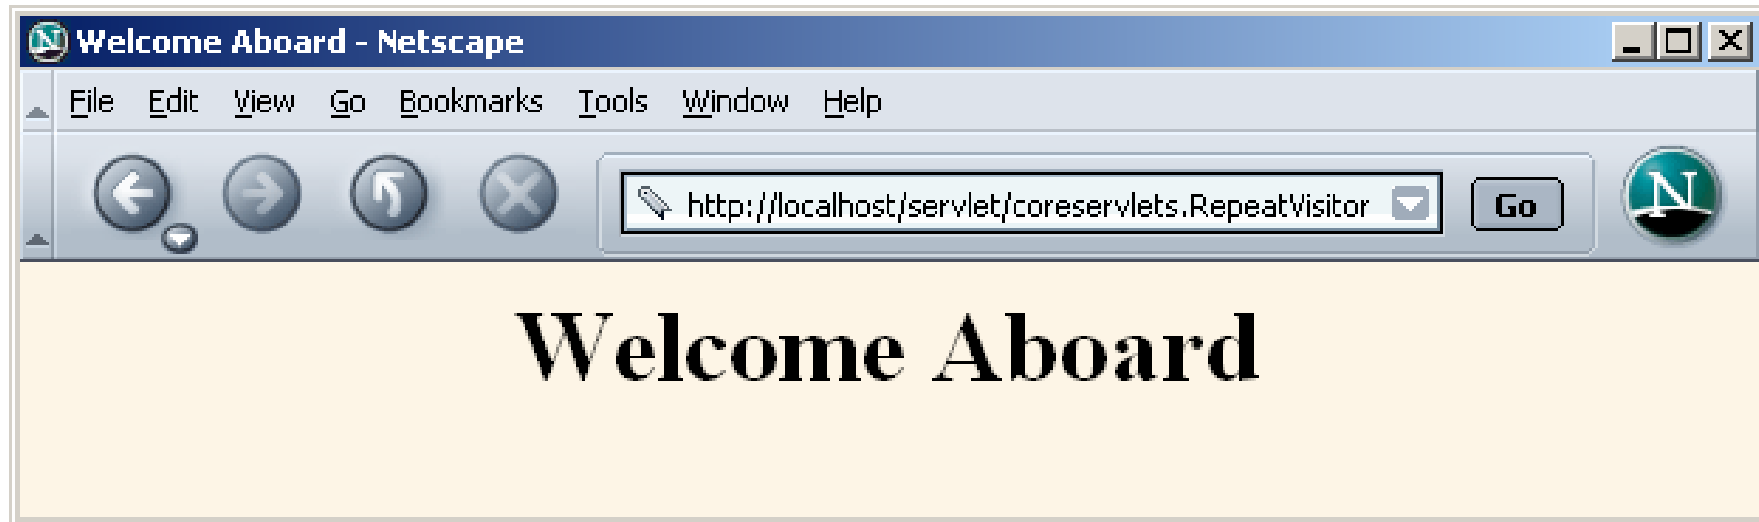 Welcome Aboard - Netscape
File Edit View Go Bookmarks Tools Window Help
http://localhost/servlet/coreservlets.RepeatVisitor Go N
Welcome Aboard